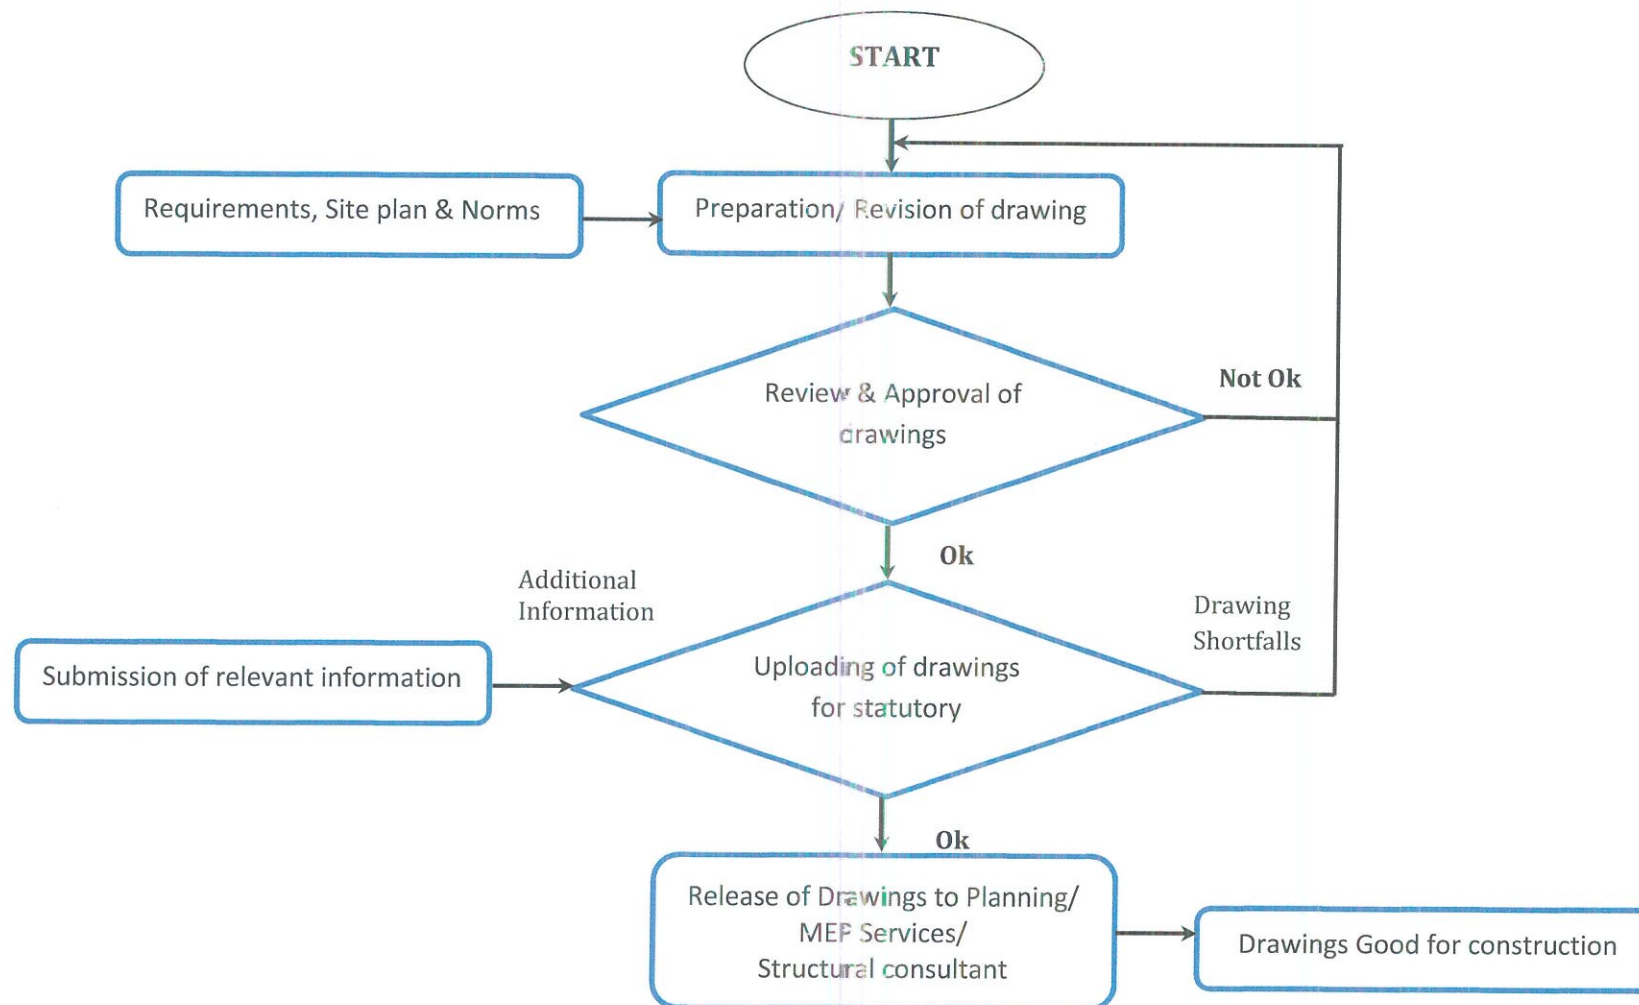 START
Requirements, Site plan & Norms
Preparation/ Revision of drawing
Review & Approval of
drawings
Not Ok
Ok
Additional
Information
Drawing
Shortfalls
Submission of relevant information
Uploading of drawings
for statutory
Ok
Release of Drawings to Planning/
MEP Services/
Structural consultant
Drawings Good for construction